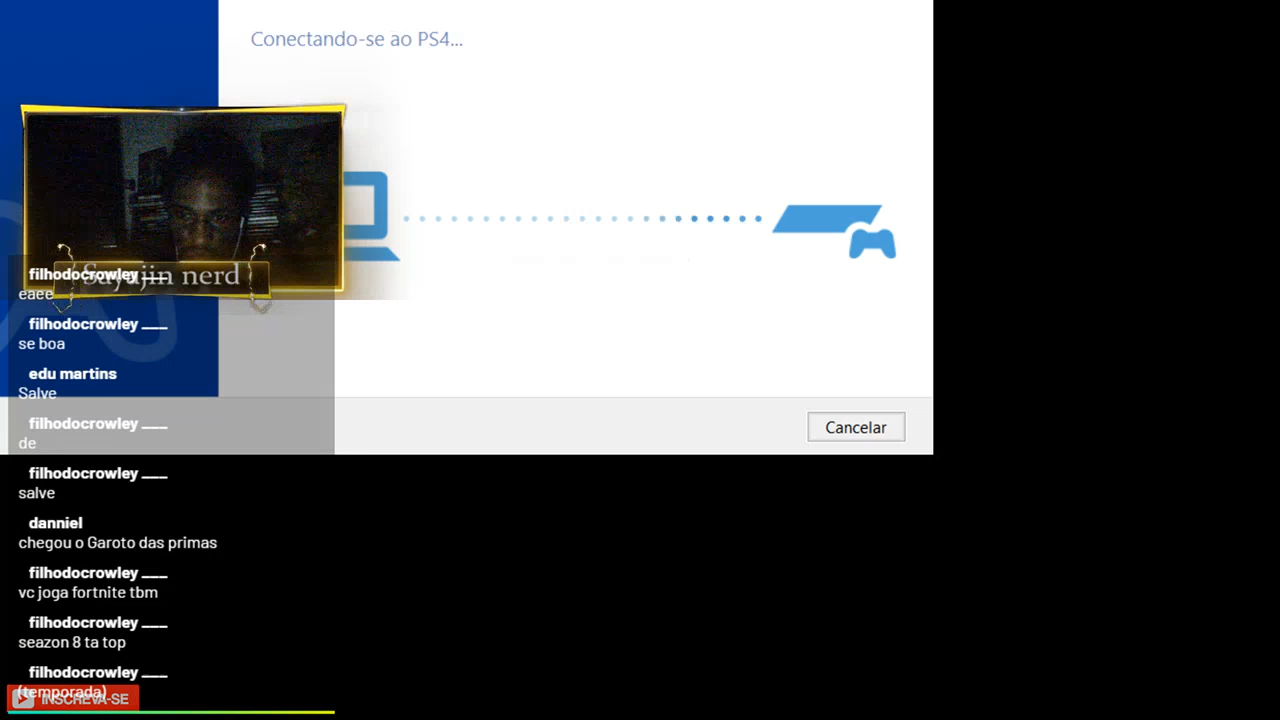 Conectando-se ao PS4...
Sayajin nerd
filhodocrowley ___
eaee
filhodocrowley ___
se boa
edu martins
Salve
filhodocrowley ___
de
filhodocrowley ___
salve
danniel
chegou o Garoto das primas
filhodocrowley ___
vc joga fortnite tbm
filhodocrowley ___
seazon 8 ta top
filhodocrowley ___
(temporada)
INSCREVA-SE
Cancelar